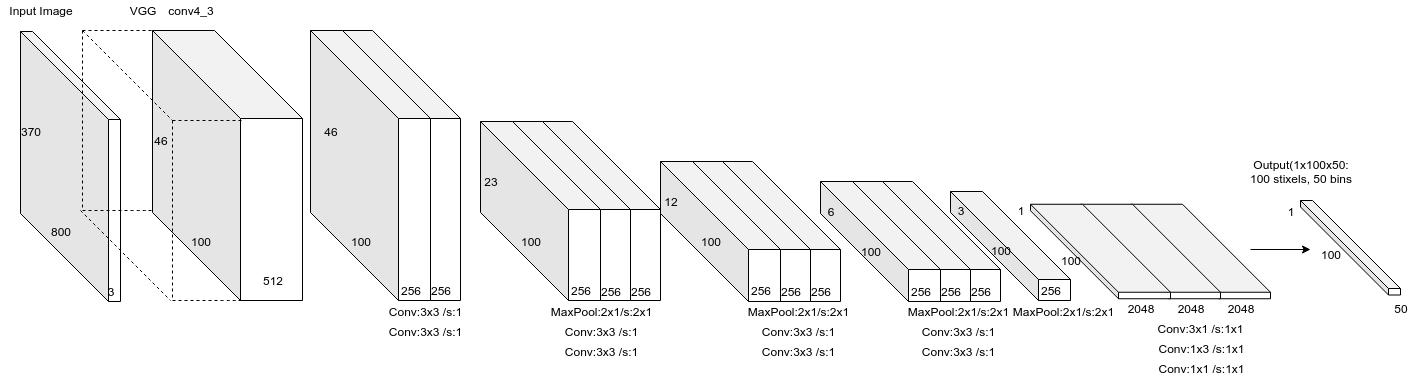 Input Image
VGG conv4_3
370
800
3
46
100
512
46
100
256 256
Conv:3x3 /s:1
Conv:3x3 /s:1
23
100
256 256 256
MaxPool:2x1/s:2x1
Conv:3x3 /s:1
Conv:3x3 /s:1
12
100
256 256 256
MaxPool:2x1/s:2x1
Conv:3x3 /s:1
Conv:3x3 /s:1
6
100
256 256 256
MaxPool:2x1/s:2x1
Conv:3x3 /s:1
Conv:3x3 /s:1
3
100
256
MaxPool:2x1/s:2x1
1
100
2048 2048 2048
Conv:3x1 /s:1x1
Conv:1x3 /s:1x1
Conv:1x1 /s:1x1
Output(1x100x50:
100 stixels, 50 bins
1
100
50